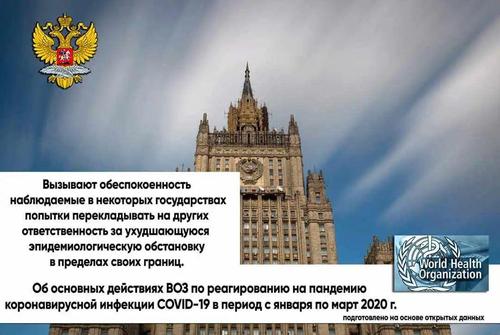 Вызывают обеспокоенность
наблюдаемые в некоторых государствах
попытки перекладывать на других
ответственность за ухудшающуюся
эпидемиологическую обстановку
в пределах своих границ.
World Health
Organization
Об основных действиях ВОЗ по реагированию на пандемию
коронавирусной инфекции COVID-19 в период с января по март 2020 г.
подготовлено на основе открытых данных